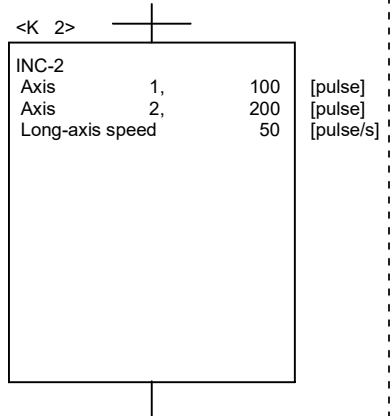 <K 2>
INC-2
Axis 1, 100 [pulse]
Axis 2, 200 [pulse]
Long-axis speed 50 [pulse/s]